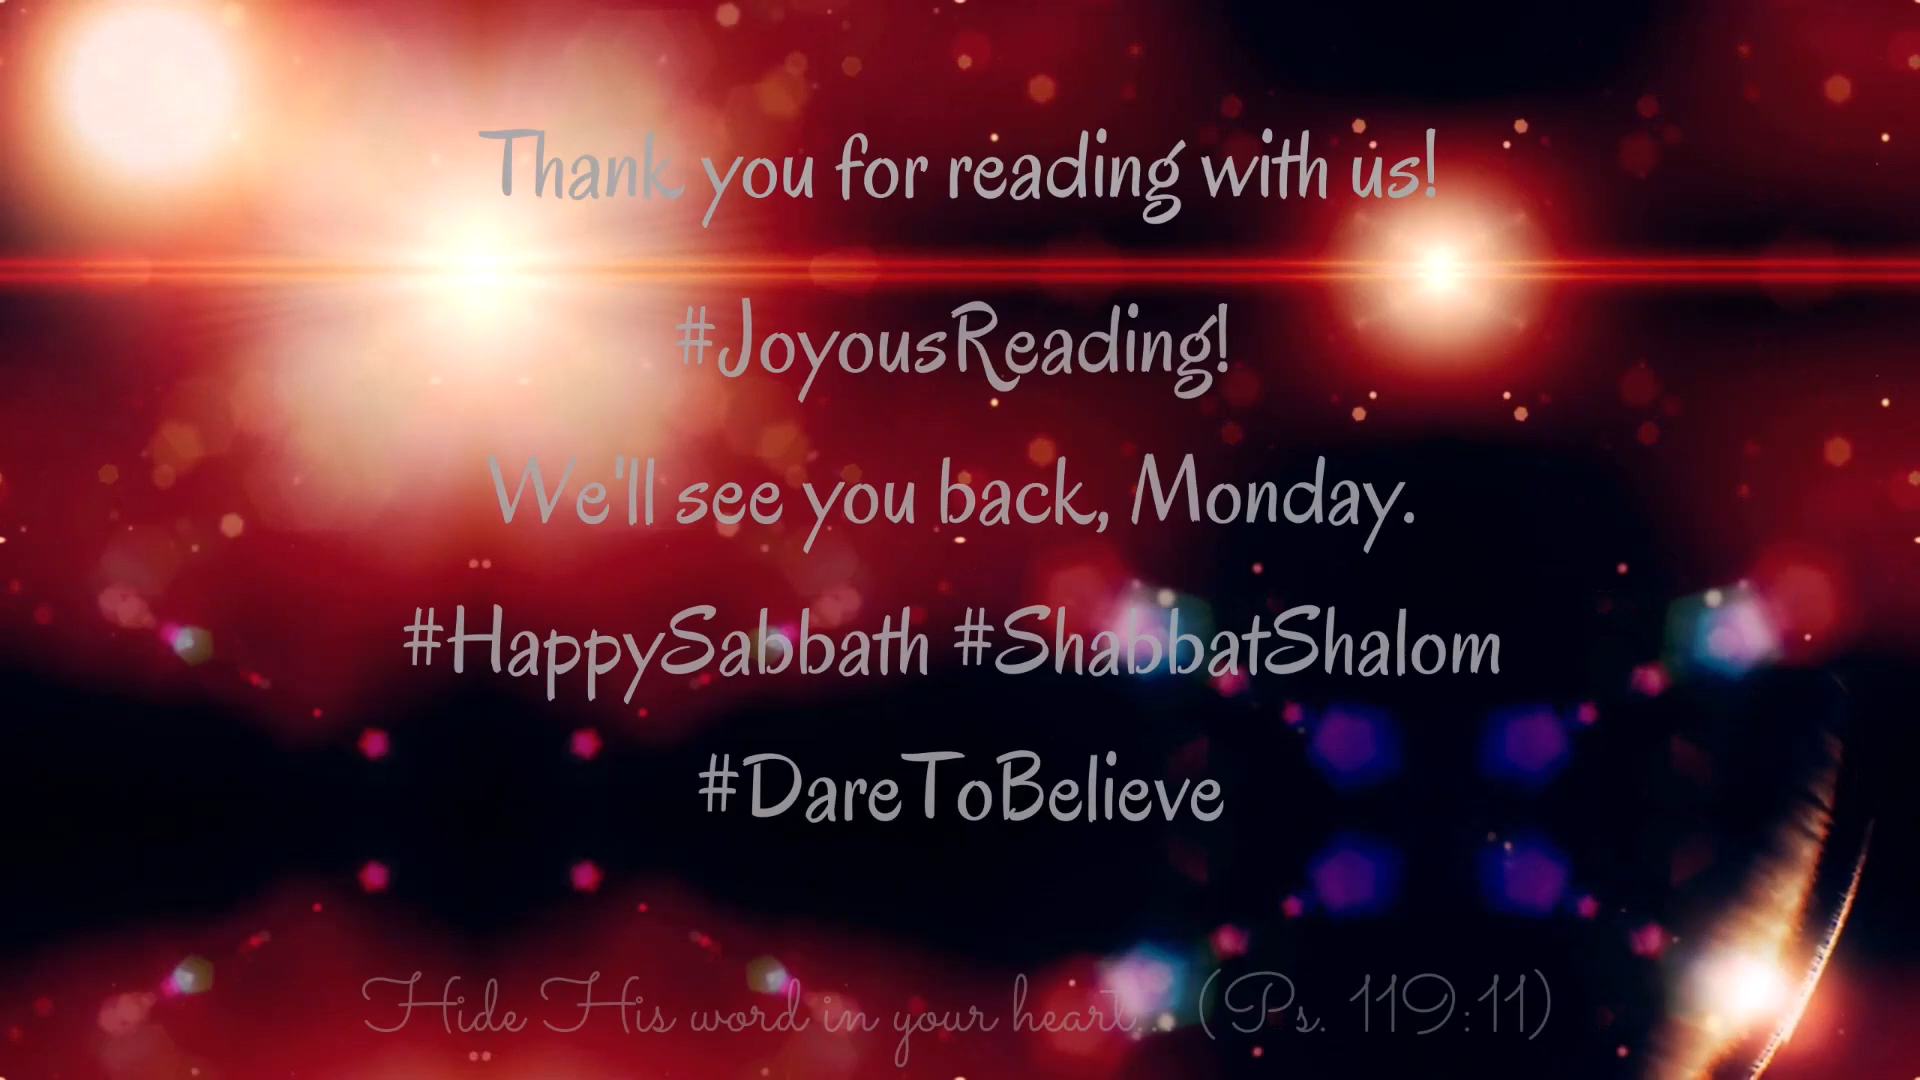 Thank you for reading with us!
#JoyousReading!
We'll see you back, Monday.
#HappySabbath #ShabbatShalom
#DareToBelieve
Hide His word in your heart... (Ps. 119:11)